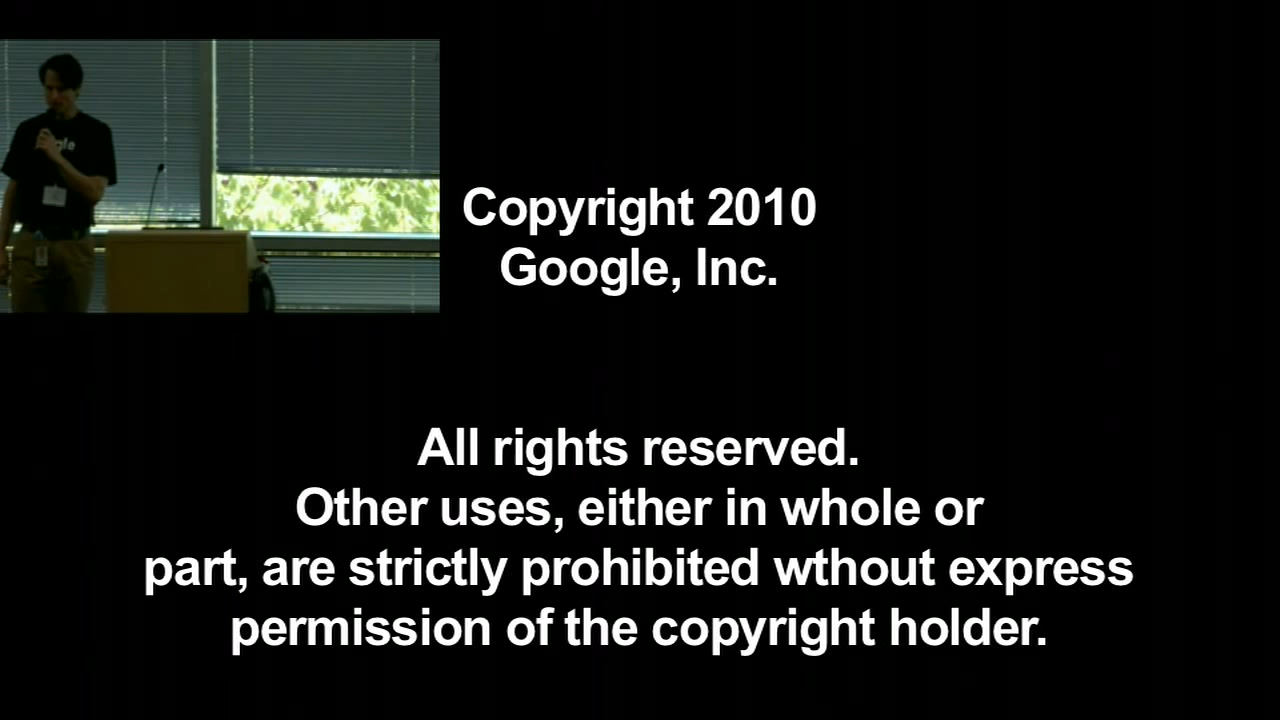 Copyright 2010
Google, Inc.
All rights reserved.
Other uses, either in whole or
part, are strictly prohibited wthout express
permission of the copyright holder.